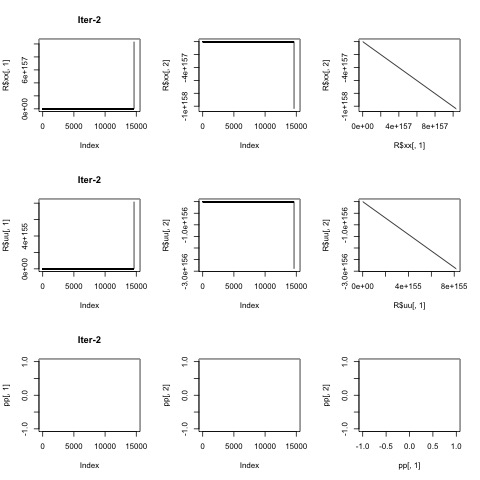 Iter-2
R$xx[, 1]
0e+00 6e+157
0 5000 10000 15000
Index
R$xx[, 2]
-1e+158 -4e+157
0 5000 10000 15000
Index
R$xx[, 2]
-1e+158 -4e+157
0e+00 4e+157 8e+157
R$xx[, 1]
Iter-2
R$uu[, 1]
0e+00 4e+155
0 5000 10000 15000
Index
R$uu[, 2]
-3.0e+156 -1.0e+156
0 5000 10000 15000
Index
R$uu[, 2]
-3.0e+156 -1.0e+156
0e+00 4e+155 8e+155
R$uu[, 1]
Iter-2
pp[, 1]
-1.0 0.0 1.0
0 5000 10000 15000
Index
pp[, 2]
-1.0 0.0 1.0
0 5000 10000 15000
Index
pp[, 2]
-1.0 0.0 1.0
-1.0 -0.5 0.0 0.5 1.0
pp[, 1]